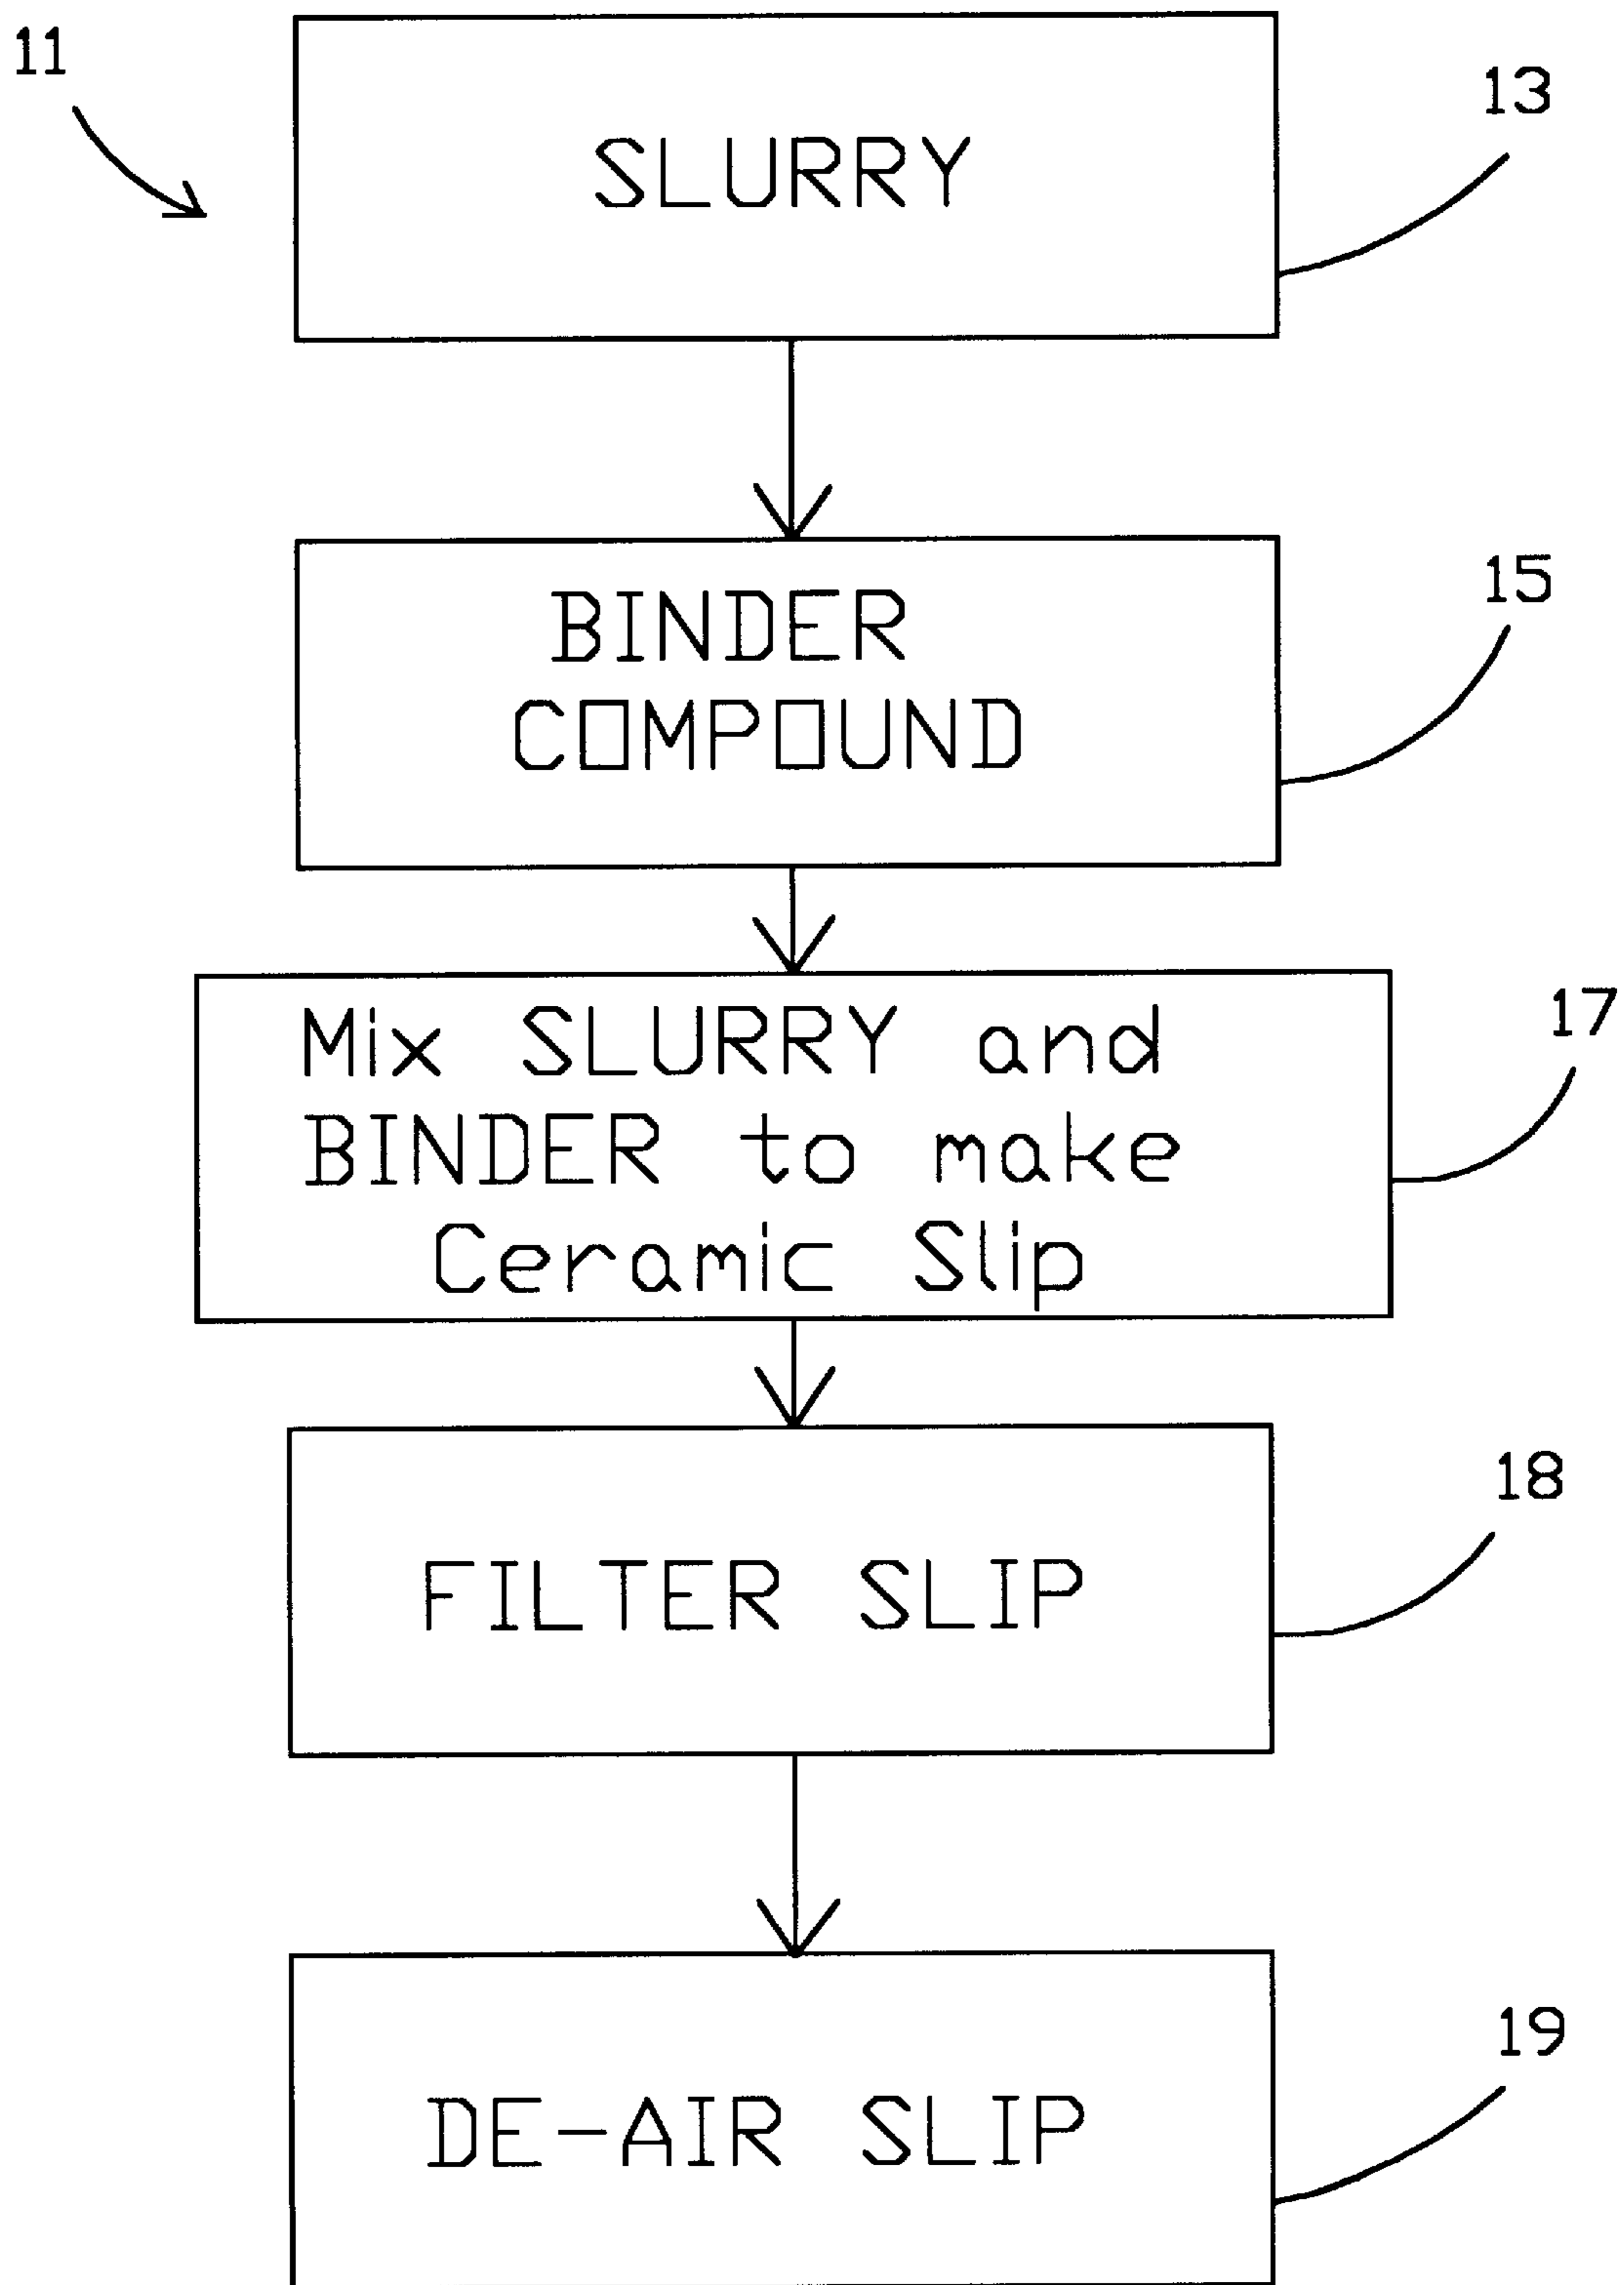 11
13
SLURRY
15
BINDER
COMPOUND
17
Mix SLURRY and
BINDER to make
Ceramic Slip
18
FILTER SLIP
19
DE-AIR SLIP